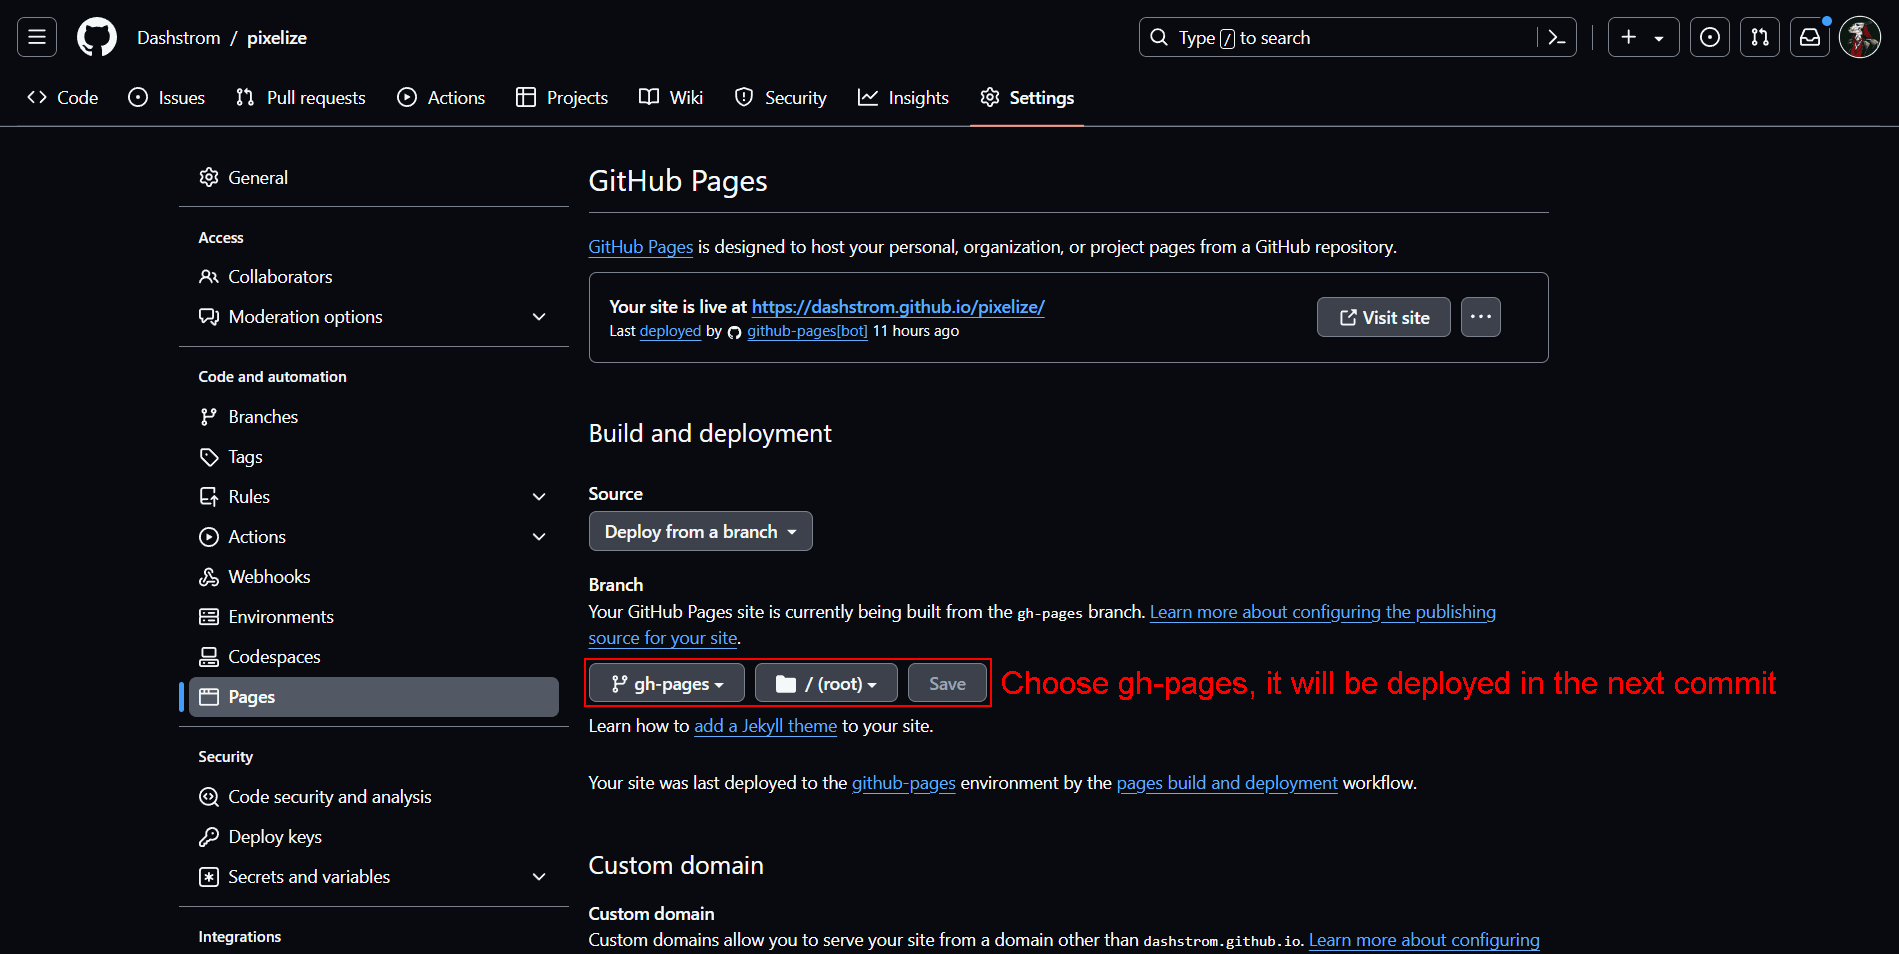 Dashstrom / pixelize
Type / to search
Code Issues Pull requests Actions Projects Wiki Security Insights Settings
General
Access
Collaborators
Moderation options
Code and automation
Branches
Tags
Rules
Actions
Webhooks
Environments
Codespaces
Pages
Security
Code security and analysis
Deploy keys
Secrets and variables
Integrations
GitHub Pages
GitHub Pages is designed to host your personal, organization, or project pages from a GitHub repository.
Your site is live at https://dashstrom.github.io/pixelize/
Last deployed by github-pages[bot] 11 hours ago
Visit site
Build and deployment
Source
Deploy from a branch
Branch
Your GitHub Pages site is currently being built from the gh-pages branch. Learn more about configuring the publishing
source for your site.
gh-pages / (root) Save
Choose gh-pages, it will be deployed in the next commit
Learn how to add a Jekyll theme to your site.
Your site was last deployed to the github-pages environment by the pages build and deployment workflow.
Custom domain
Custom domain
Custom domains allow you to serve your site from a domain other than dashstrom.github.io. Learn more about configuring